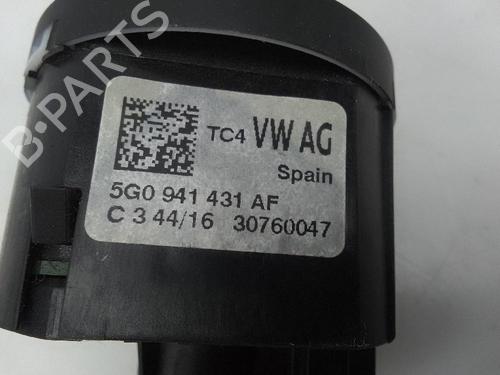 TC4 VW AG
Spain
5G0 941 431 AF
C 3 44/16 30760047
B-PARTS